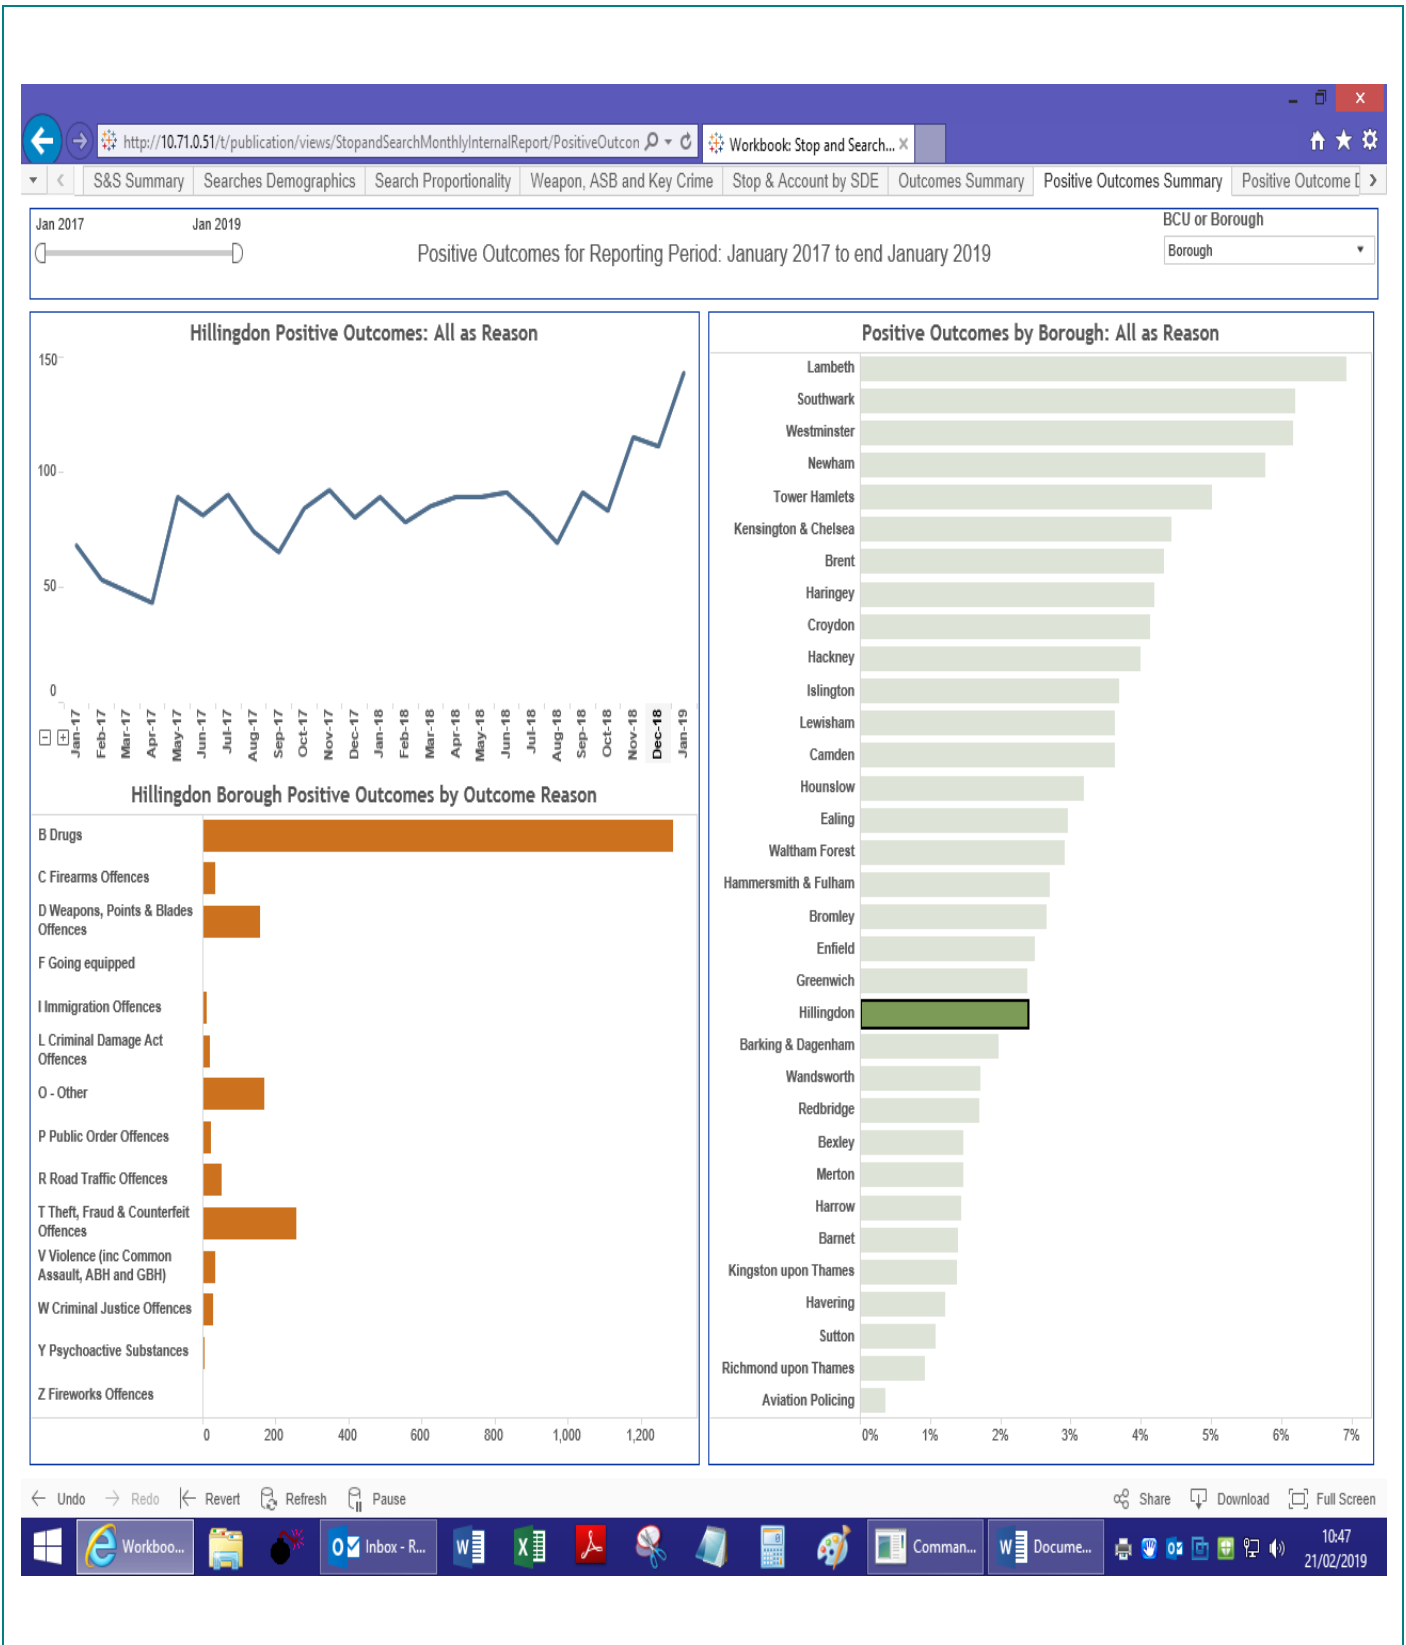 http://10.71.0.51/t/publication/views/StopandSearchMonthlyInternalReport/PositiveOutcon
Workbook: Stop and Search...
S&S Summary
Searches Demographics
Search Proportionality
Weapon, ASB and Key Crime
Stop & Account by SDE
Outcomes Summary
Positive Outcomes Summary
Positive Outcome D
Jan 2017
Jan 2019
Positive Outcomes for Reporting Period: January 2017 to end January 2019
BCU or Borough
Borough
Hillingdon Positive Outcomes: All as Reason
150
100
50
0
Jan-17
Feb-17
Mar-17
Apr-17
May-17
Jun-17
Jul-17
Aug-17
Sep-17
Oct-17
Nov-17
Dec-17
Jan-18
Feb-18
Mar-18
Apr-18
May-18
Jun-18
Jul-18
Aug-18
Sep-18
Oct-18
Nov-18
Dec-18
Jan-19
Hillingdon Borough Positive Outcomes by Outcome Reason
B Drugs
C Firearms Offences
D Weapons, Points & Blades
Offences
F Going equipped
I Immigration Offences
L Criminal Damage Act
Offences
O - Other
P Public Order Offences
R Road Traffic Offences
T Theft, Fraud & Counterfeit
Offences
V Violence (inc Common
Assault, ABH and GBH)
W Criminal Justice Offences
Y Psychoactive Substances
Z Fireworks Offences
0
200
400
600
800
1,000
1,200
Positive Outcomes by Borough: All as Reason
Lambeth
Southwark
Westminster
Newham
Tower Hamlets
Kensington & Chelsea
Brent
Haringey
Croydon
Hackney
Islington
Lewisham
Camden
Hounslow
Ealing
Waltham Forest
Hammersmith & Fulham
Bromley
Enfield
Greenwich
Hillingdon
Barking & Dagenham
Wandsworth
Redbridge
Bexley
Merton
Harrow
Barnet
Kingston upon Thames
Havering
Sutton
Richmond upon Thames
Aviation Policing
0%
1%
2%
3%
4%
5%
6%
7%
Undo
Redo
Revert
Refresh
Pause
Share
Download
Full Screen
Workboo...
Inbox - R...
Comman...
Docume...
10:47
21/02/2019